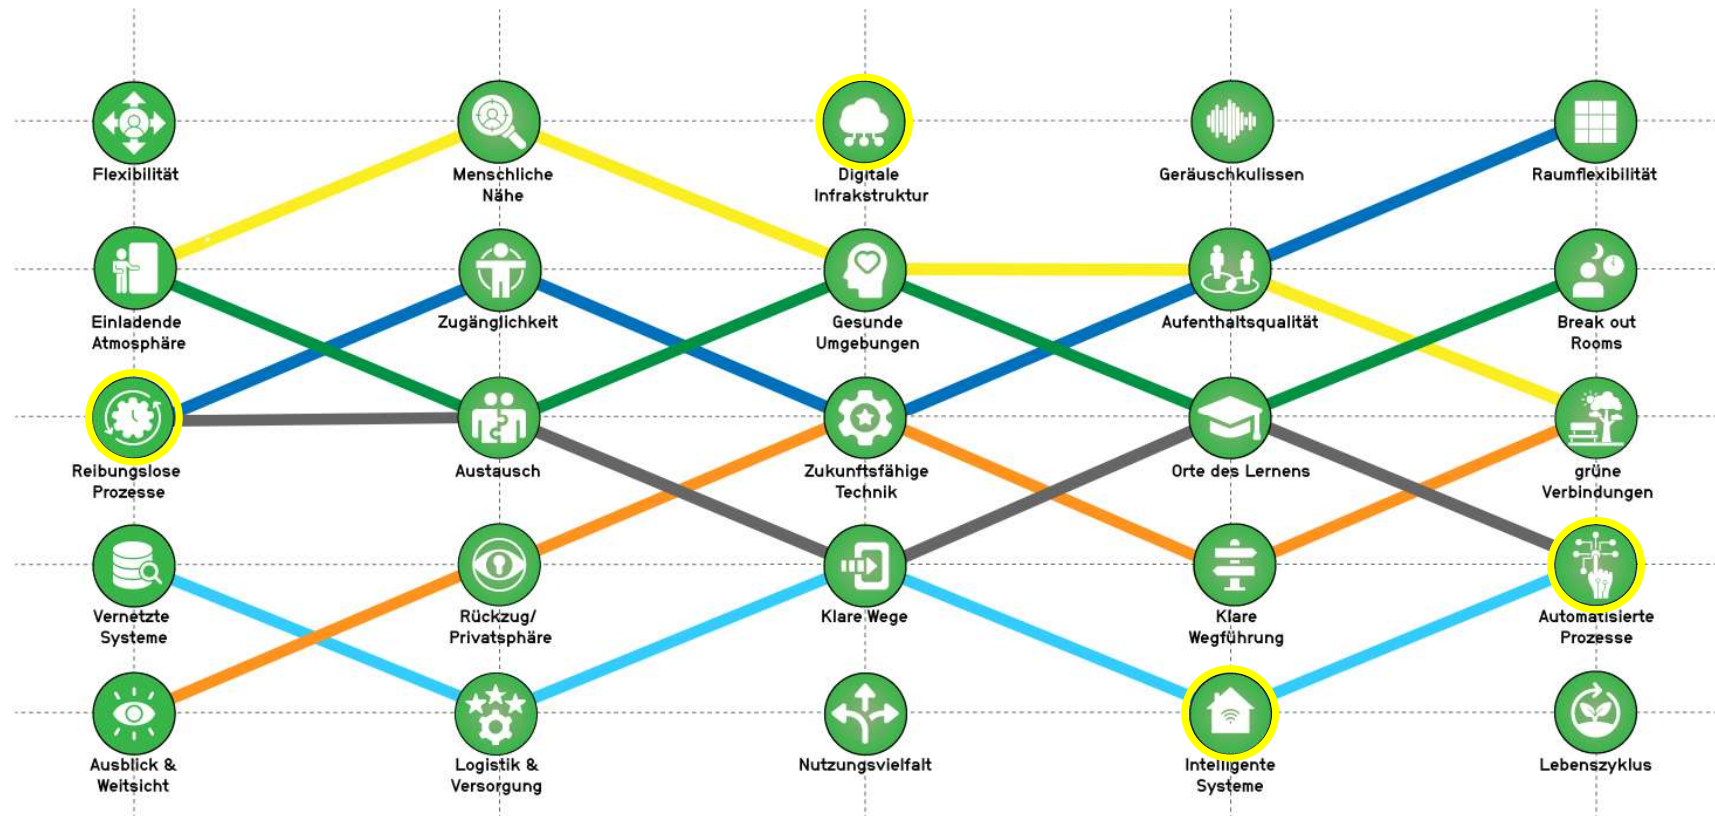 Flexibilität
Menschliche
Nähe
Digitale
Infrakstruktur
Geräuschkulissen
Raumflexibilität
Einladende
Atmosphäre
Zugänglichkeit
Gesunde
Umgebungen
Aufenthaltsqualität
Break out
Rooms
Reibungslose
Prozesse
Austausch
Zukunftsfähige
Technik
Orte des Lernens
grüne
Verbindungen
Vernetzte
Systeme
Rückzug/
Privatsphäre
Klare Wege
Klare
Wegführung
Automatisierte
Prozesse
Ausblick &
Weitsicht
Logistik &
Versorgung
Nutzungsvielfalt
Intelligente
Systeme
Lebenszyklus